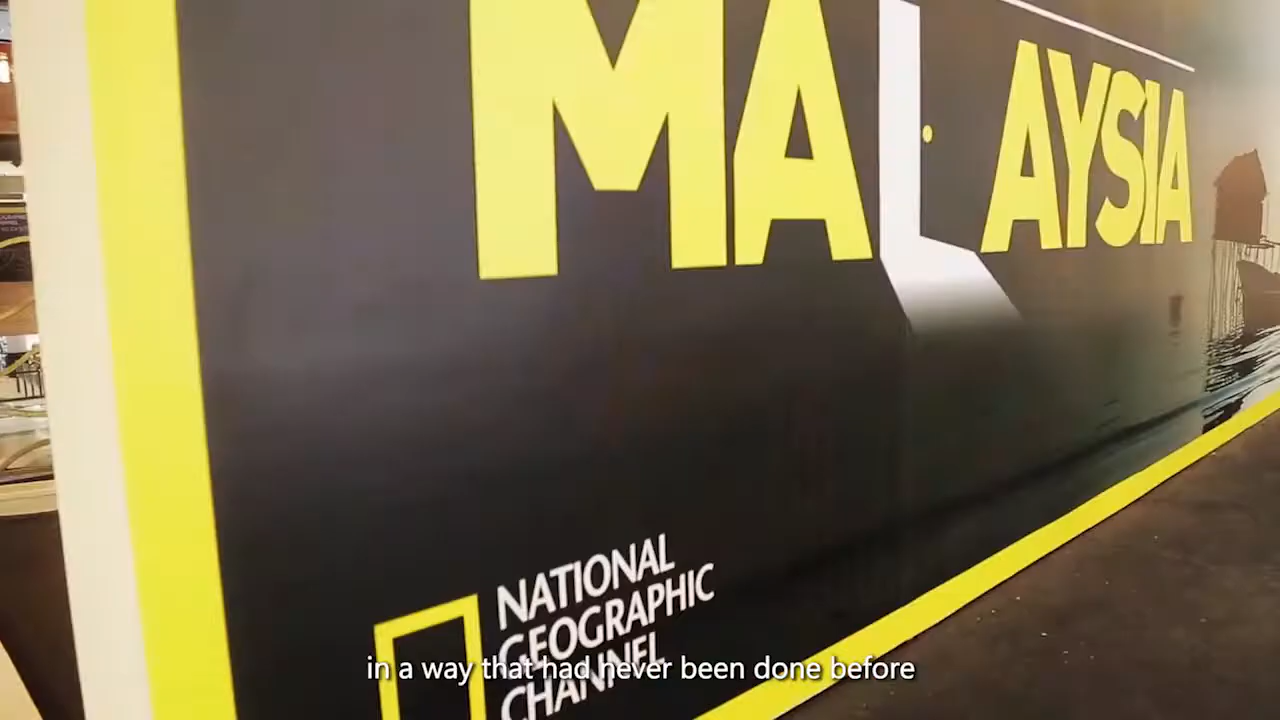 MALAYSIA
NATIONAL
GEOGRAPHIC
CHANNEL
in a way that had never been done before